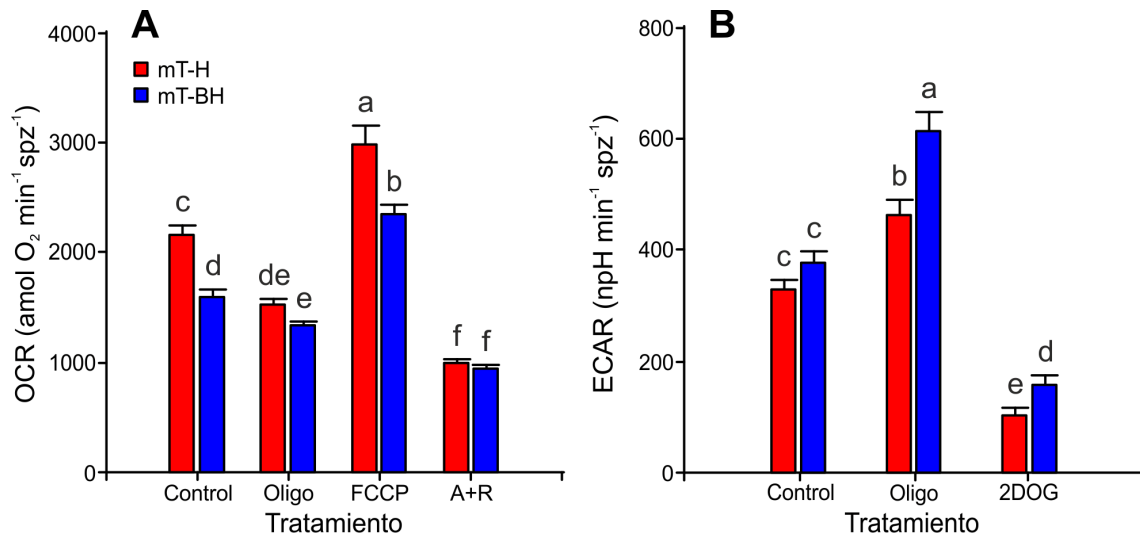 A
4000
3000
2000
1000
0
OCR (amol O₂ min⁻¹ spz⁻¹)
mT-H
mT-BH
c
d
de
e
a
b
f
f
Control Oligo FCCP A+R
Tratamiento
B
800
600
400
200
0
ECAR (npH min⁻¹ spz⁻¹)
c
c
b
a
e
d
Control Oligo 2DOG
Tratamiento